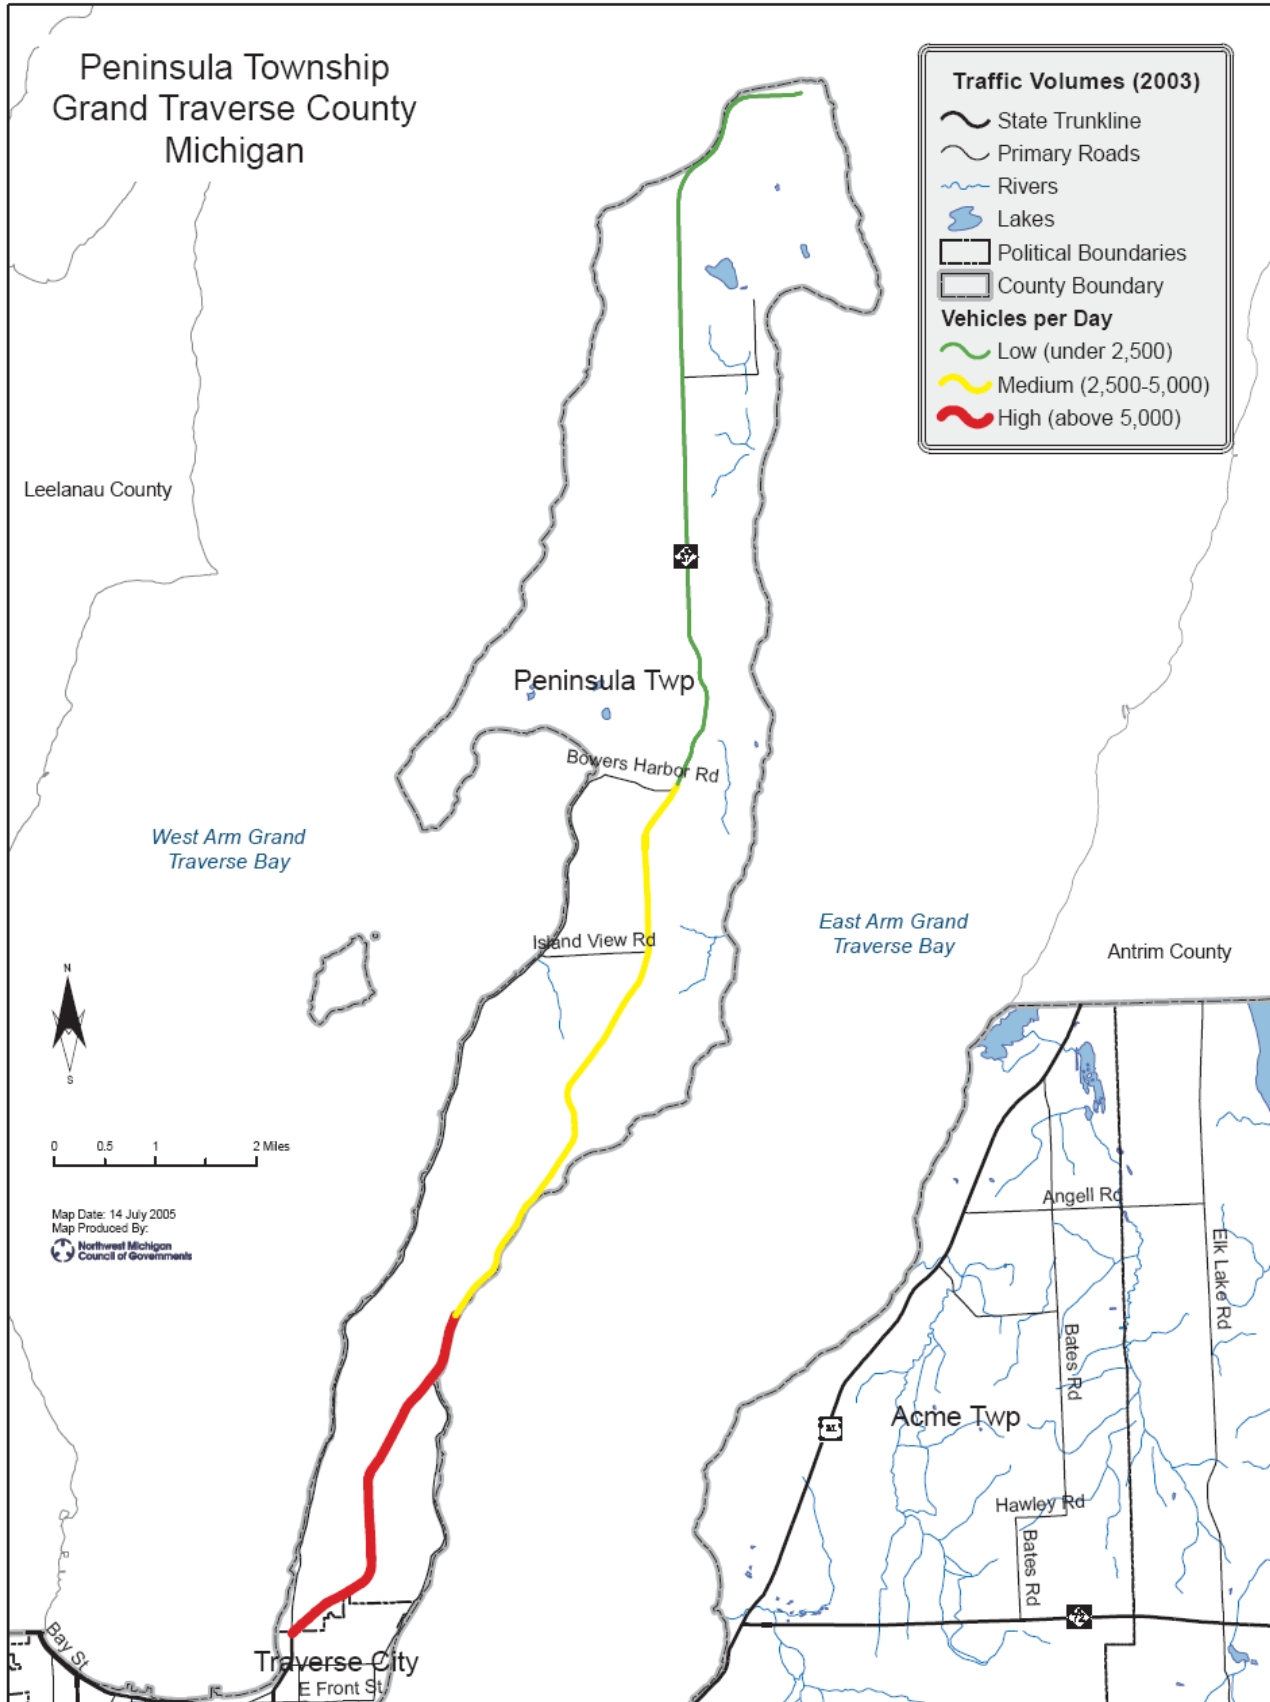 Peninsula Township
Grand Traverse County
Michigan
Traffic Volumes (2003)
State Trunkline
Primary Roads
Rivers
Lakes
Political Boundaries
County Boundary
Vehicles per Day
Low (under 2,500)
Medium (2,500-5,000)
High (above 5,000)
Leelanau County
Peninsula Twp
Bowers Harbor Rd
West Arm Grand
Traverse Bay
East Arm Grand
Traverse Bay
Island View Rd
Antrim County
N
S
0 0.5 1 2 Miles
Map Date: 14 July 2005
Map Produced By:
Northwest Michigan
Council of Governments
Angell Rd
Elk Lake Rd
Bates Rd
Acme Twp
Hawley Rd
Bates Rd
72
Bay St
Traverse City
E Front St